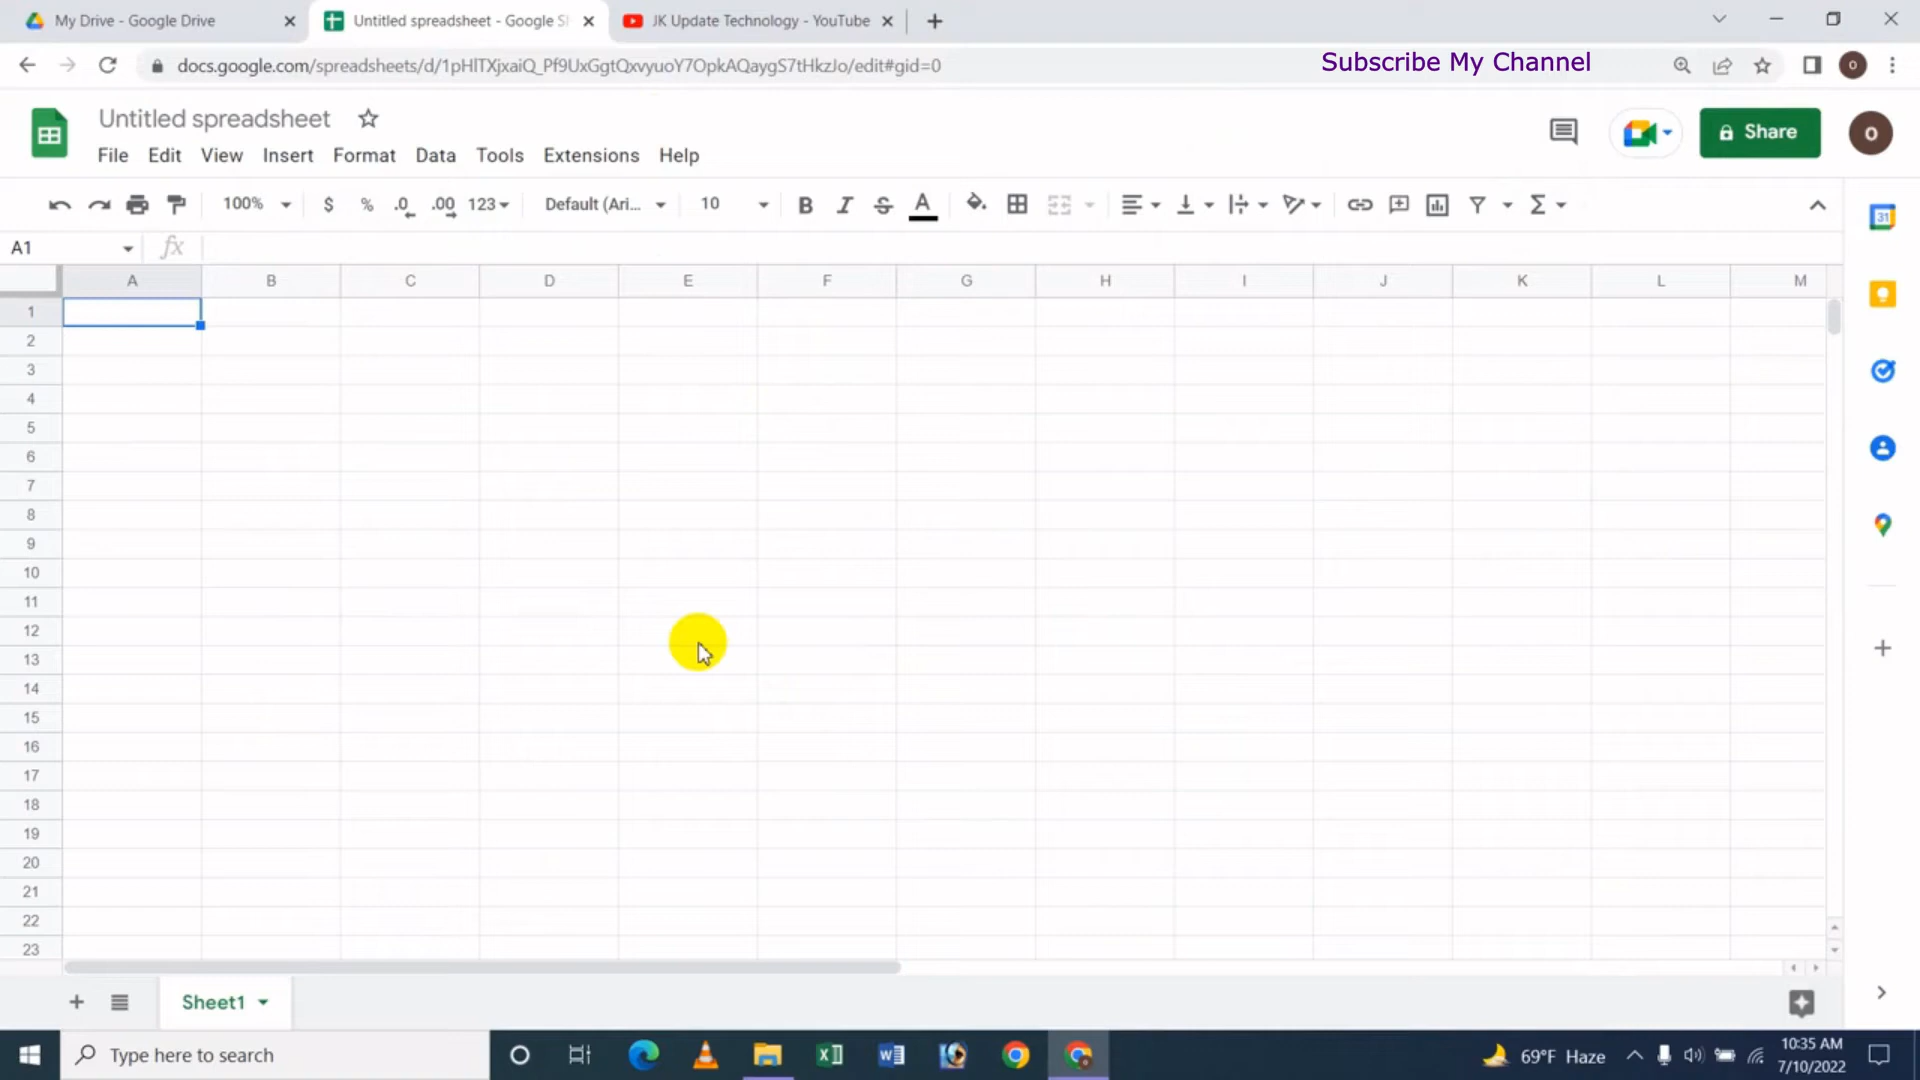 My Drive - Google Drive
Untitled spreadsheet - Google S
JK Update Technology - YouTube
docs.google.com/spreadsheets/d/1pHlTXjxaiQ_Pf9UxGgtQxvyuoY7OpkAQaygS7tHkzJo/edit#gid=0
Subscribe My Channel
O
Untitled spreadsheet
Share
O
File Edit View Insert Format Data Tools Extensions Help
100% $ % .0 .00 123 Default (Ari... 10 B I S A Σ
31
A1 fx
A B C D E F G H I J K L M
1
2
3
4
5
6
7
8
9
10
11
12
13
14
15
16
17
18
19
20
21
22
23
Sheet1
Type here to search
69°F Haze
10:35 AM
7/10/2022